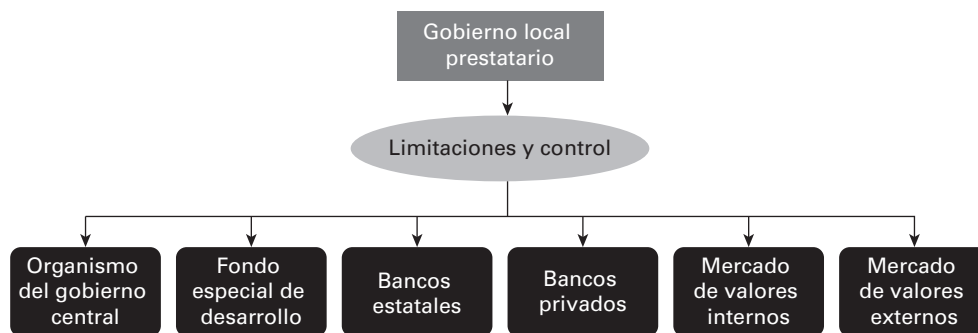 Gobierno local
prestatario
Limitaciones y control
Organismo
del gobierno
central
Fondo
especial de
desarrollo
Bancos
estatales
Bancos
privados
Mercado
de valores
internos
Mercado
de valores
externos